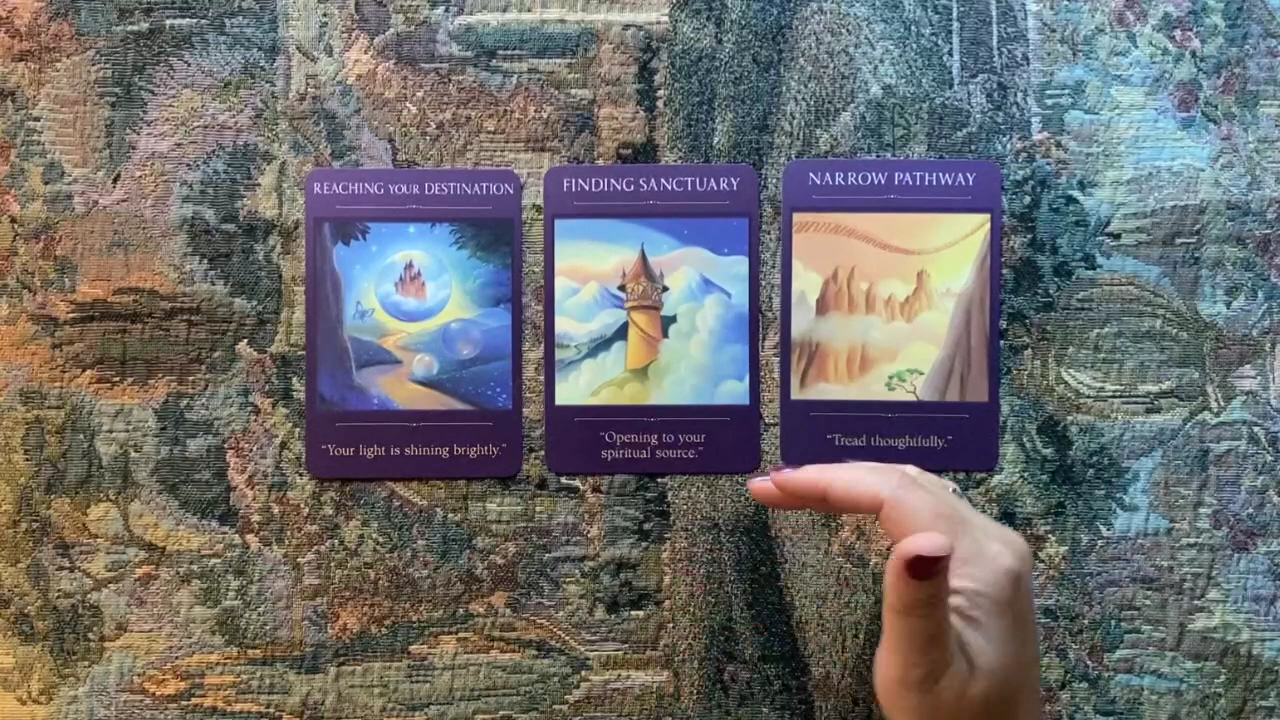 REACHING YOUR DESTINATION
"Your light is shining brightly."
FINDING SANCTUARY
"Opening to your
spiritual source."
NARROW PATHWAY
"Tread thoughtfully."